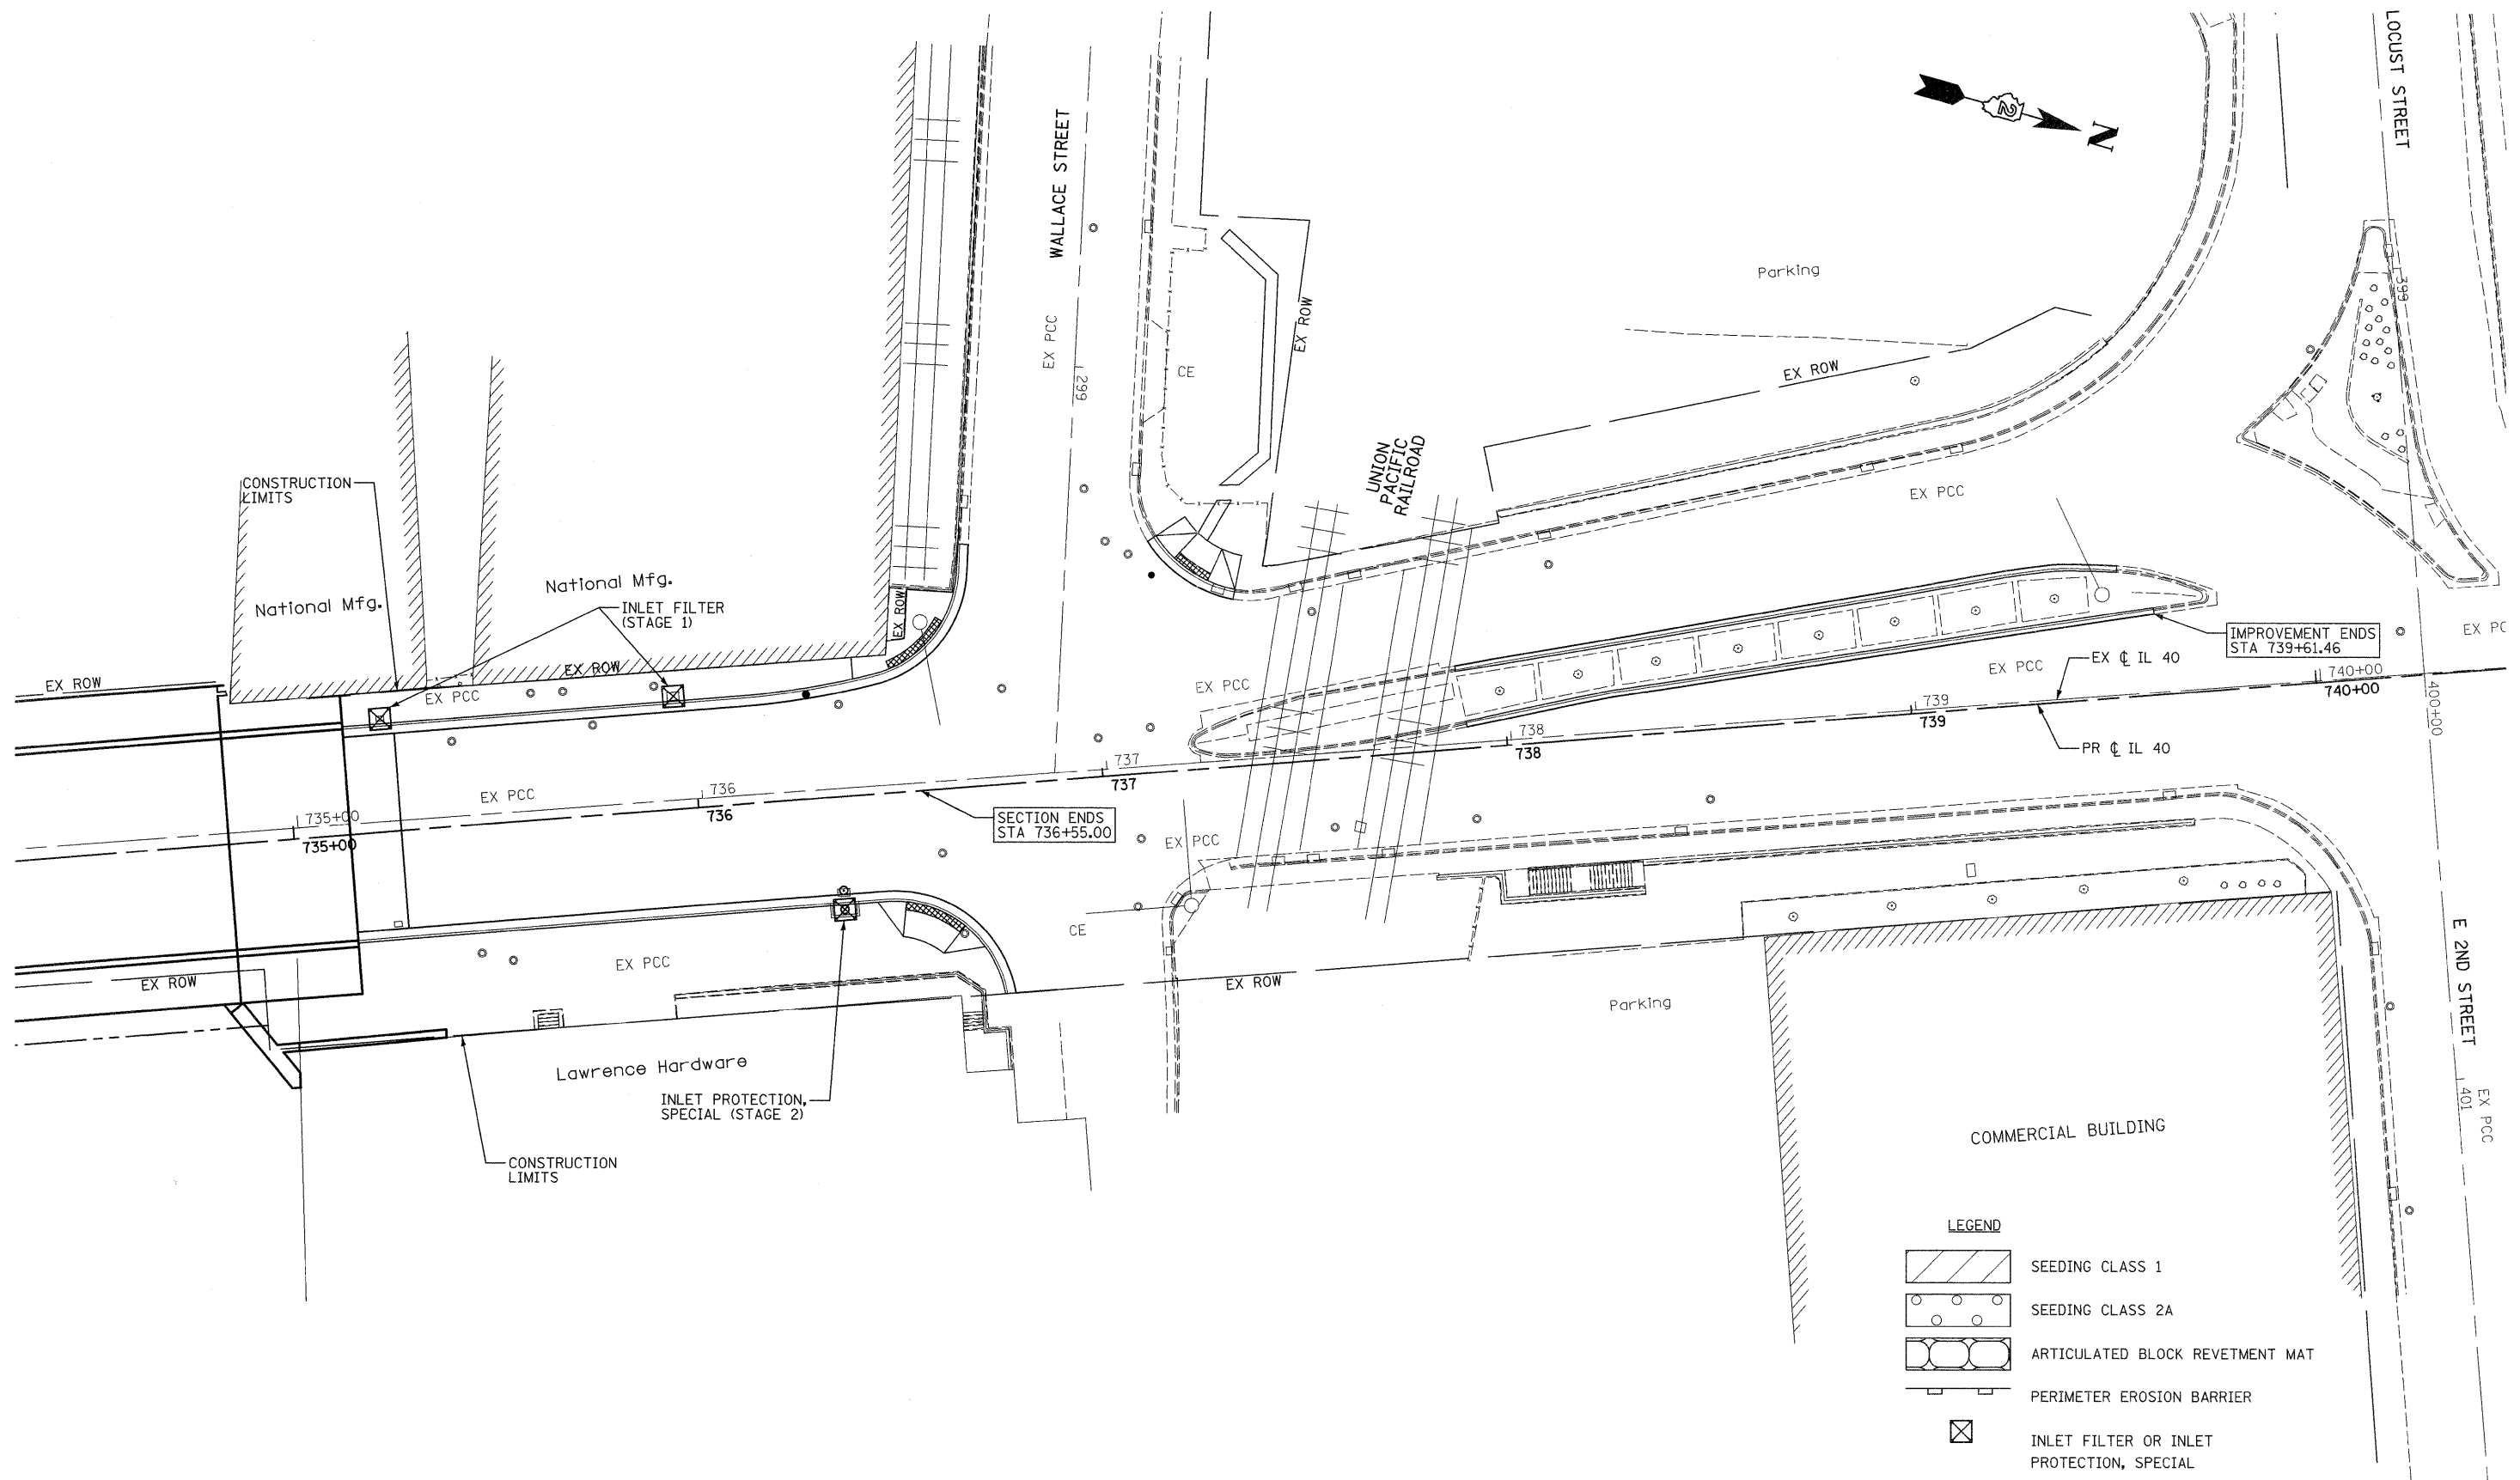 LOCUST STREET
2
N
WALLACE STREET
EX PCC
299
CE
EX ROW
Parking
EX ROW
399
UNION
PACIFIC
RAILROAD
EX PCC
CONSTRUCTION
LIMITS
National Mfg.
National Mfg.
INLET FILTER
(STAGE 1)
EX ROW
EX ROW
EX ROW
EX PCC
EX PCC
IMPROVEMENT ENDS
STA 739+61.46
EX PCC
EX ℄ IL 40
EX PC
740+00
740+00
400+00
739
739
738
738
PR ℄ IL 40
737
737
736
736
EX PCC
SECTION ENDS
STA 736+55.00
735+00
735+00
EX PCC
CE
EX PCC
EX ROW
EX ROW
Parking
E 2ND STREET
Lawrence Hardware
INLET PROTECTION,
SPECIAL (STAGE 2)
CONSTRUCTION
LIMITS
COMMERCIAL BUILDING
401
EX PCC
LEGEND
SEEDING CLASS 1
SEEDING CLASS 2A
ARTICULATED BLOCK REVETMENT MAT
PERIMETER EROSION BARRIER
INLET FILTER OR INLET
PROTECTION, SPECIAL